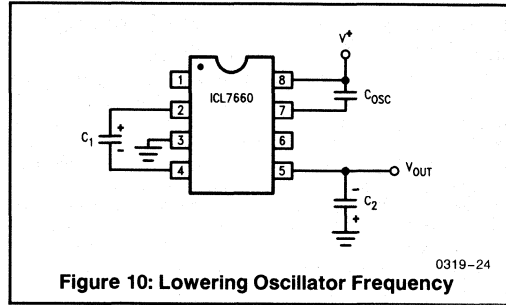 V+
1 8
ICL7660
COSC
2 7
C1 + -
3 6
4 5
VOUT
- C2 +
0319-24
Figure 10: Lowering Oscillator Frequency